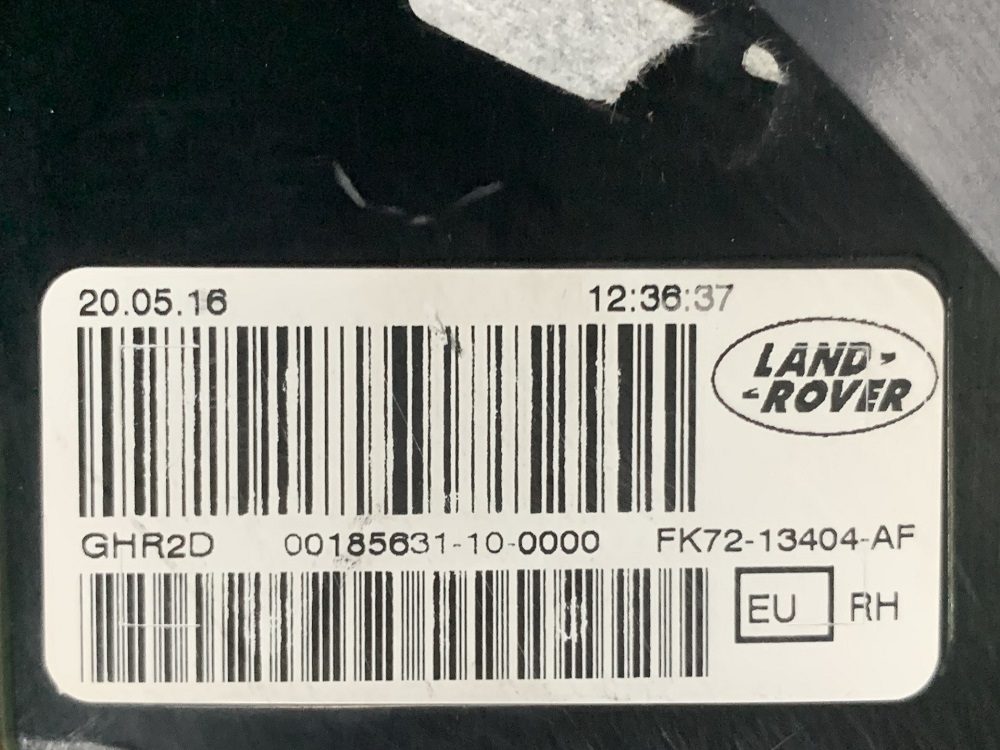 20.05.16 12:36:37
LAND-
-ROVER
GHR2D 00185631-10-0000 FK72-13404-AF
EU RH